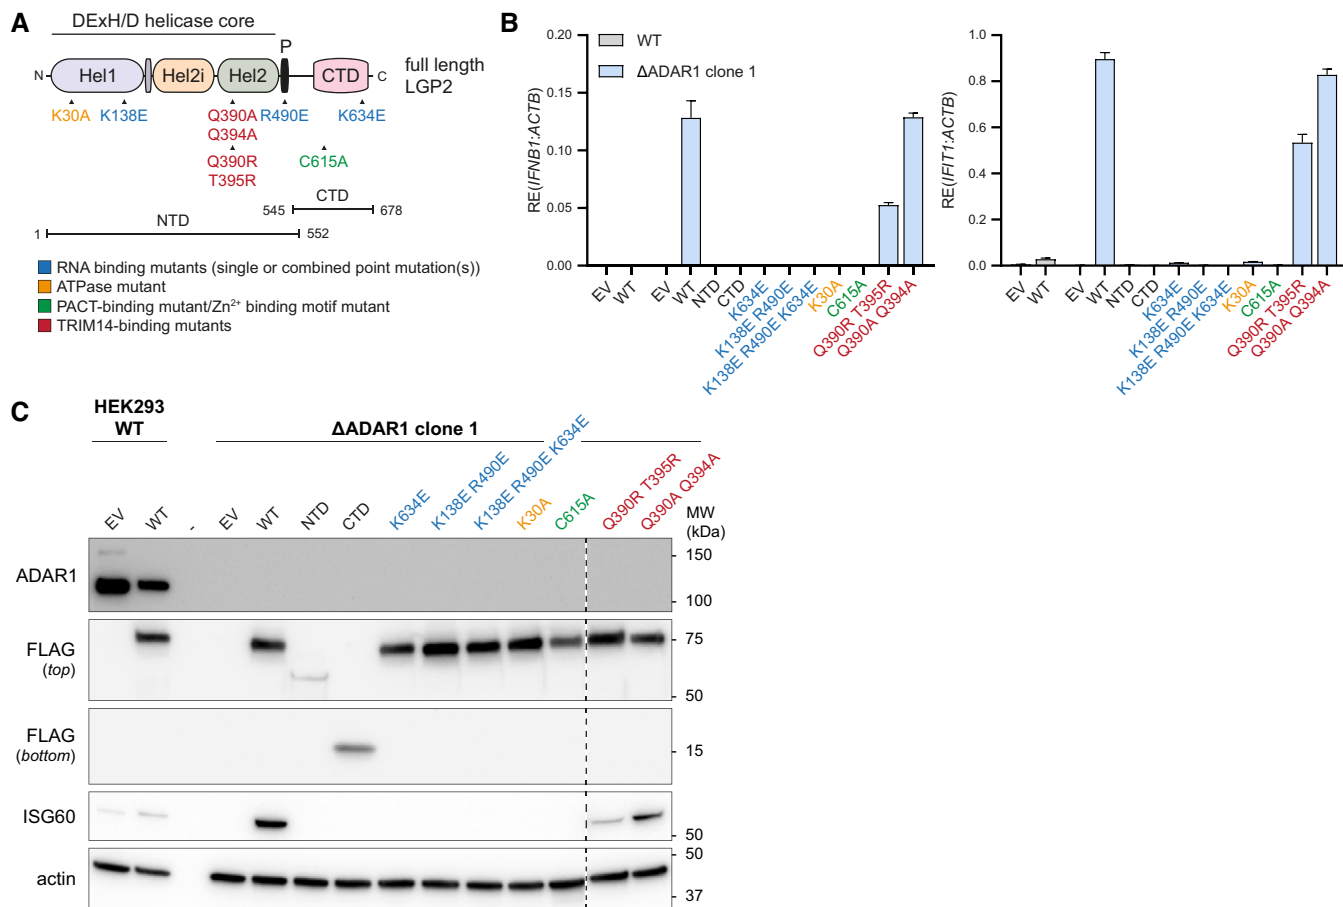 A
DExH/D helicase core
P
N
Hel1
Hel2i
Hel2
CTD
C
full length
LGP2
K30A
K138E
Q390A
Q394A
R490E
K634E
Q390R
T395R
C615A
CTD
545
678
NTD
1
552
RNA binding mutants (single or combined point mutation(s))
ATPase mutant
PACT-binding mutant/Zn²⁺ binding motif mutant
TRIM14-binding mutants
B
WT
ΔADAR1 clone 1
RE(IFNB1:ACTB)
0.20
0.15
0.10
0.05
0.00
EV
WT
EV
WT
NTD
CTD
K634E
K138E R490E
K138E R490E K634E
K30A
C615A
Q390R T395R
Q390A Q394A
RE(IFIT1:ACTB)
1.0
0.8
0.6
0.4
0.2
0.0
EV
WT
EV
WT
NTD
CTD
K634E
K138E R490E
K138E R490E K634E
K30A
C615A
Q390R T395R
Q390A Q394A
C
HEK293
WT
ΔADAR1 clone 1
EV
WT
-
EV
WT
NTD
CTD
K634E
K138E R490E
K138E R490E K634E
K30A
C615A
Q390R T395R
Q390A Q394A
MW
(kDa)
ADAR1
150
100
FLAG
(top)
75
50
FLAG
(bottom)
15
ISG60
50
actin
50
37